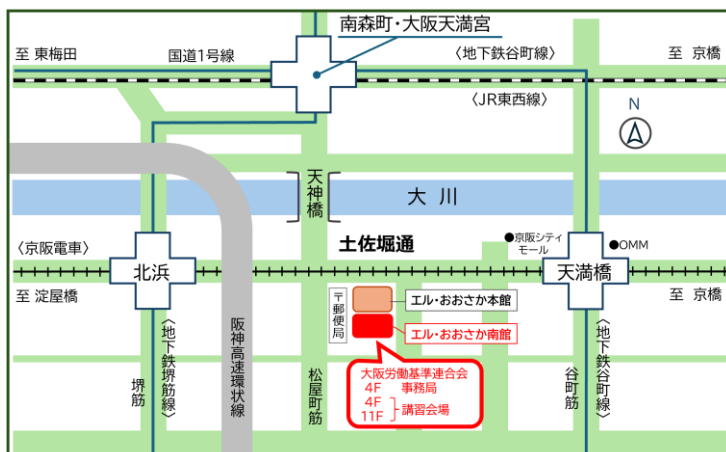 南森町・大阪天満宮
至 東梅田
国道1号線
〈地下鉄谷町線〉
至 京橋
〈JR東西線〉
N
天神橋
大川
土佐堀通
〈京阪電車〉
●京阪シティ
モール
●OMM
北浜
天満橋
至 淀屋橋
至 京橋
〒郵便局
エル・おおさか本館
エル・おおさか南館
阪神高速環状線
〈地下鉄堺筋線〉
堺筋
松屋町筋
大阪労働基準連合会
4F 事務局
4F
11F
講習会場
谷町筋
〈地下鉄谷町線〉